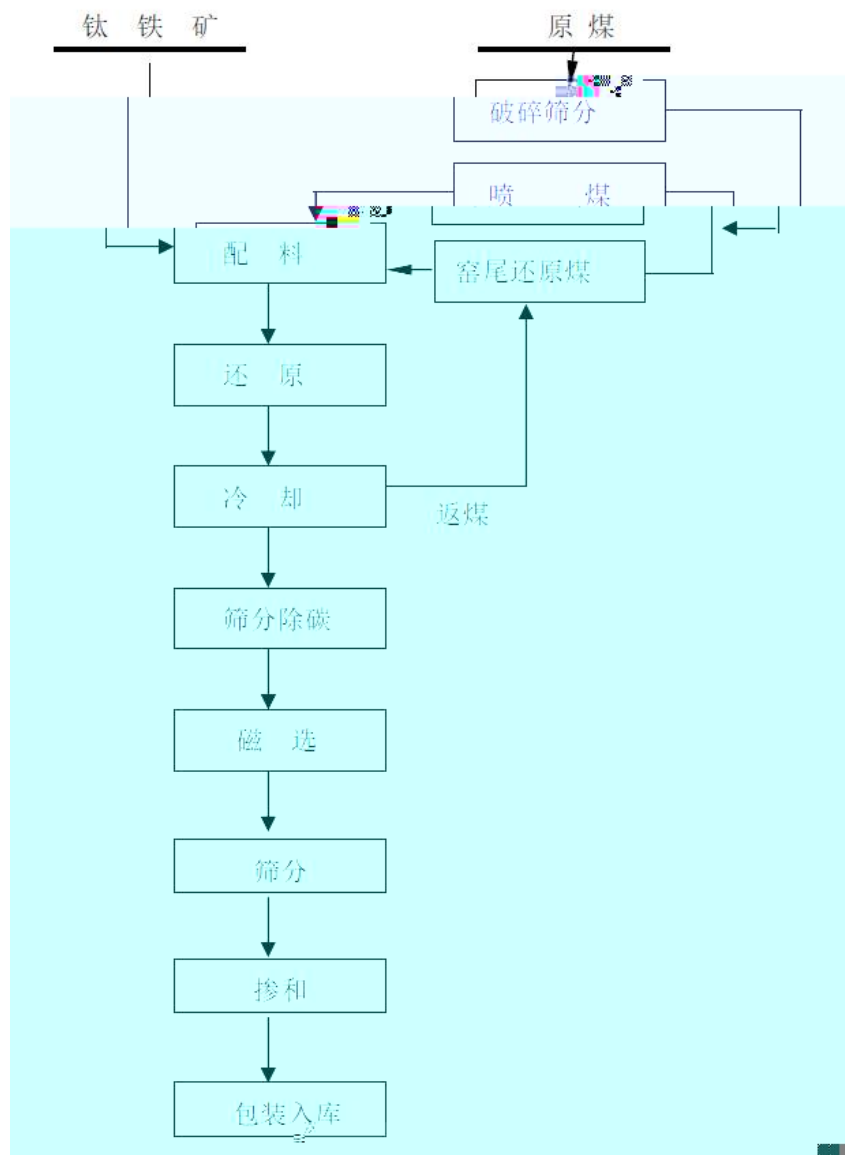 钛 铁 矿
原 煤
破碎筛分
喷 煤
配 料
窑尾还原煤
还 原
冷 却
返煤
筛分除碳
磁 选
筛分
掺和
包装入库